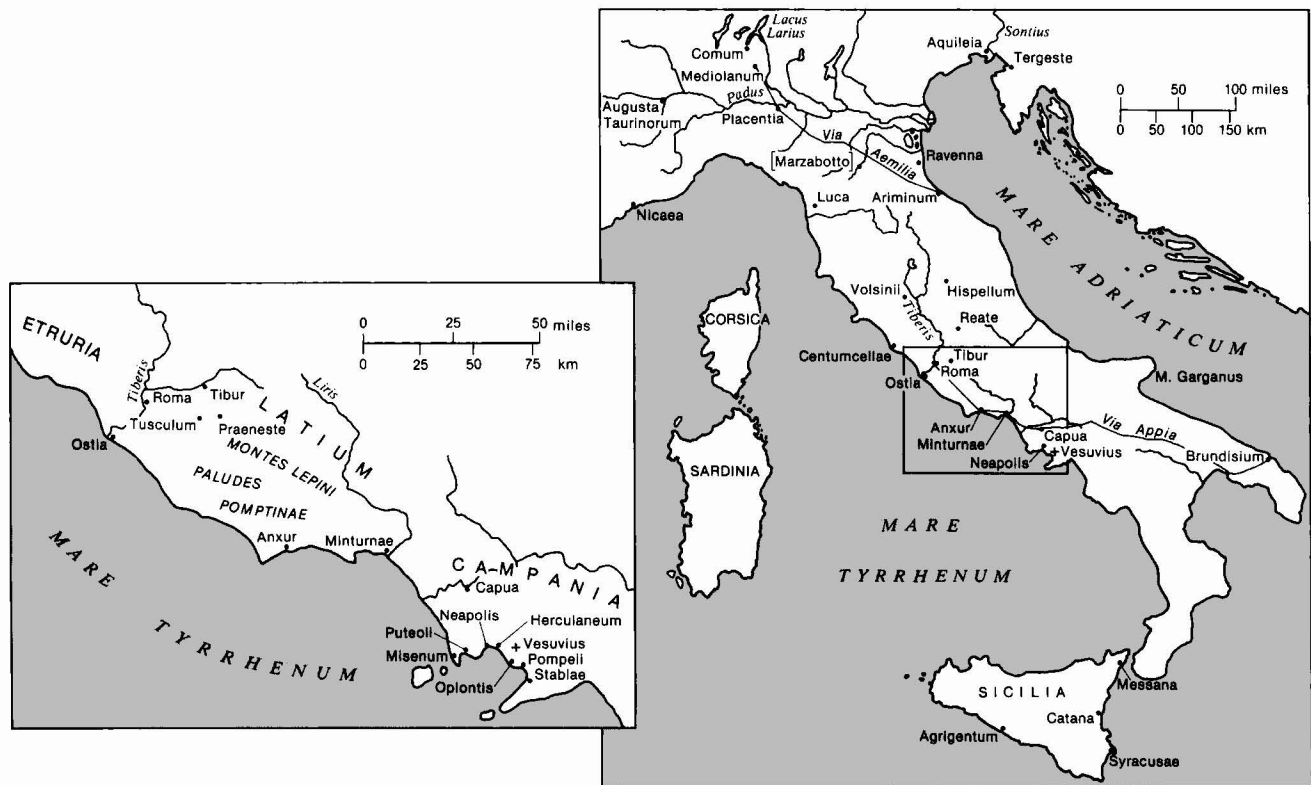 Lacus
Larius
Comum
Mediolanum
Padus
Augusta
Taurinorum
Placentia
Via
Aemilia
[Marzabotto]
Ravenna
Aquileia
Sontius
Tergeste
0 50 100 miles
0 50 100 150 km
Nicaea
Luca
Ariminum
MARE ADRIATICUM
Volsinii
Tiberis
Hispellum
Reate
CORSICA
Centumcellae
Tibur
Roma
Ostia
M. Garganus
Anxur
Minturnae
Neapolis
Capua
Vesuvius
Via Appia
Brundisium
SARDINIA
MARE
TYRRHENUM
SICILIA
Messana
Catana
Agrigentum
Syracusae
ETRURIA
0 25 50 miles
0 25 50 75 km
Tiberis
Roma
Tibur
Liris
LATIUM
Tusculum
Praeneste
Ostia
MONTES LEPINI
PALUDES
POMPTINAE
Anxur
Minturnae
MARE
TYRRHENUM
CAMPANIA
Capua
Neapolis
Herculaneum
Puteoli
Vesuvius
Misenum
Pompeii
Oplontis
Stabiae